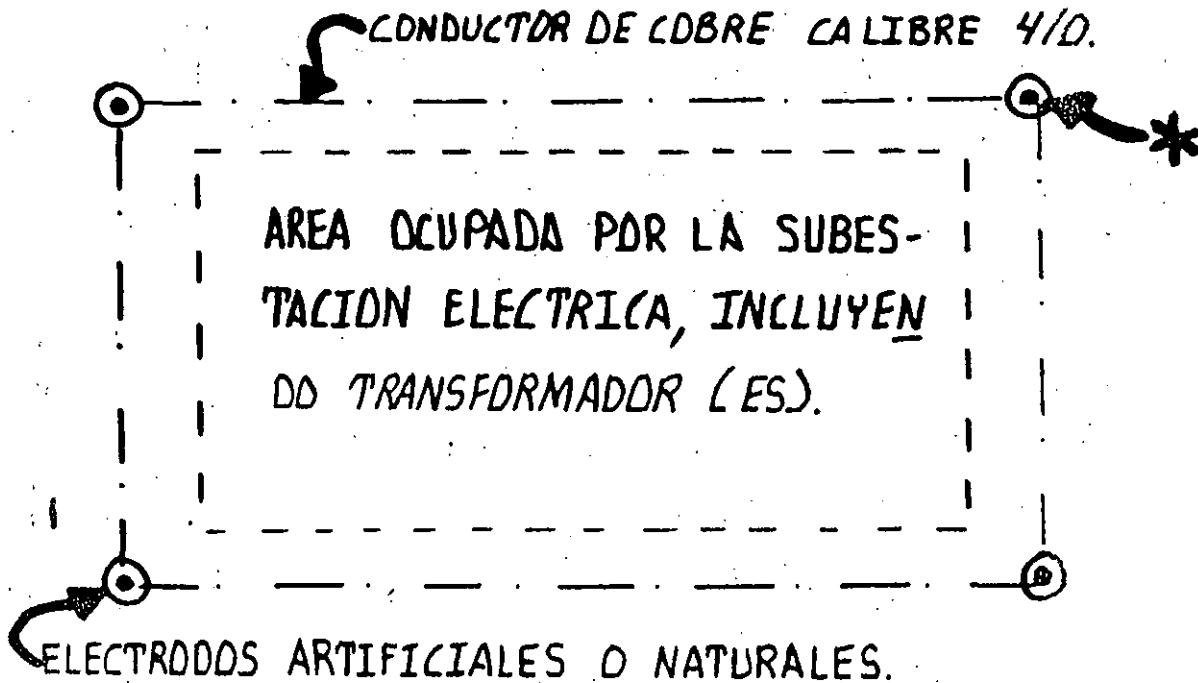 CONDUCTOR DE COBRE CALIBRE 4/0.
*
AREA OCUPADA POR LA SUBES-
TACION ELECTRICA, INCLUYEN
DO TRANSFORMADOR (ES).
ELECTRODOS ARTIFICIALES O NATURALES.